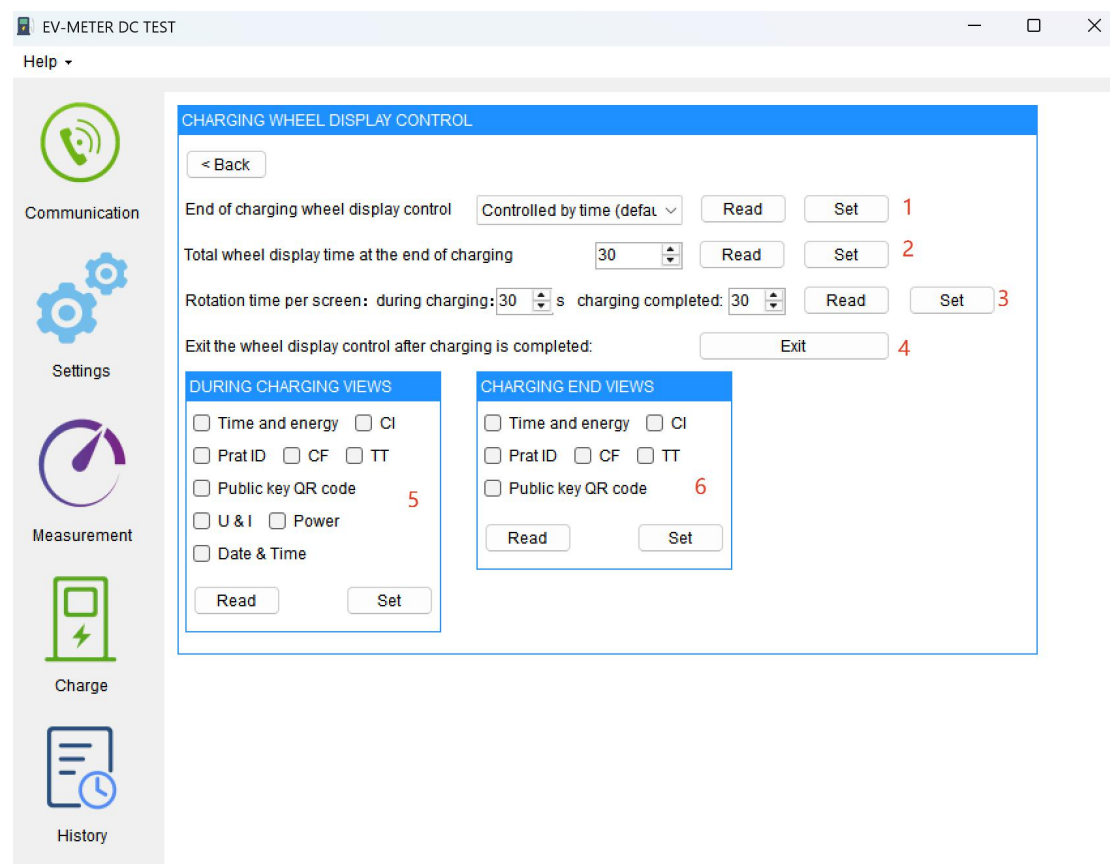 EV-METER DC TEST
Help
Communication
Settings
Measurement
Charge
History
CHARGING WHEEL DISPLAY CONTROL
< Back
End of charging wheel display control Controlled by time (defau Read Set 1
Total wheel display time at the end of charging 30 Read Set 2
Rotation time per screen: during charging: 30 s charging completed: 30 Read Set 3
Exit the wheel display control after charging is completed: Exit 4
DURING CHARGING VIEWS
Time and energy CI
Prat ID CF TT
Public key QR code
5
U & I Power
Date & Time
Read Set
CHARGING END VIEWS
Time and energy CI
Prat ID CF TT
Public key QR code 6
Read Set